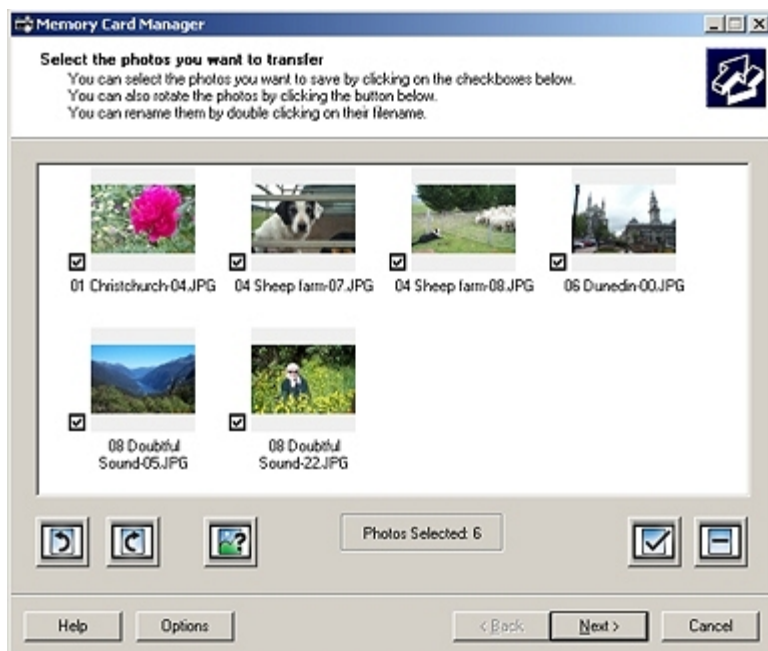 Memory Card Manager
Select the photos you want to transfer
You can select the photos you want to save by clicking on the checkboxes below.
You can also rotate the photos by clicking the button below.
You can rename them by double clicking on their filename.
01 Christchurch-04.JPG
04 Sheep farm-07.JPG
04 Sheep farm-08.JPG
06 Dunedin-00.JPG
08 Doubtful
Sound-05.JPG
08 Doubtful
Sound-22.JPG
?
Photos Selected: 6
Help
Options
< Back
Next >
Cancel